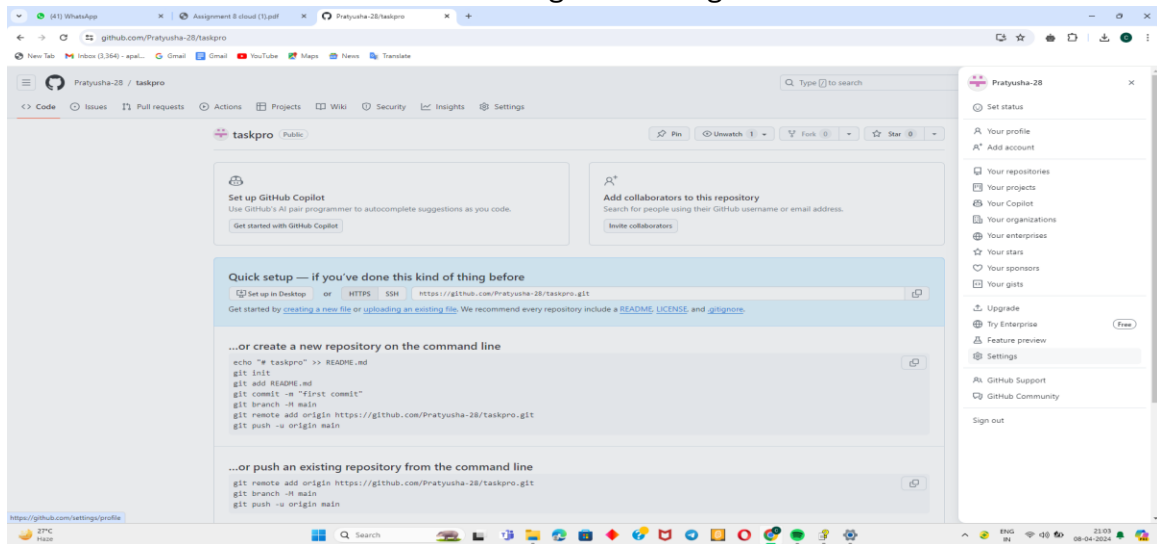 (41) WhatsApp
Assignment 8 cloud (1).pdf
Pratyusha-28/taskpro
github.com/Pratyusha-28/taskpro
New Tab
Inbox (3,364) - apal...
Gmail
Gmail
YouTube
Maps
News
Translate
Pratyusha-28 / taskpro
Type / to search
Code
Issues
Pull requests
Actions
Projects
Wiki
Security
Insights
Settings
taskpro Public
Pin
Unwatch 1
Fork 0
Star 0
Set up GitHub Copilot
Use GitHub's AI pair programmer to autocomplete suggestions as you code.
Get started with GitHub Copilot
Add collaborators to this repository
Search for people using their GitHub username or email address.
Invite collaborators
Quick setup — if you've done this kind of thing before
Set up in Desktop or HTTPS SSH https://github.com/Pratyusha-28/taskpro.git
Get started by creating a new file or uploading an existing file. We recommend every repository include a README, LICENSE, and .gitignore.
...or create a new repository on the command line
echo "# taskpro" >> README.md
git init
git add README.md
git commit -m "first commit"
git branch -M main
git remote add origin https://github.com/Pratyusha-28/taskpro.git
git push -u origin main
...or push an existing repository from the command line
git remote add origin https://github.com/Pratyusha-28/taskpro.git
git branch -M main
git push -u origin main
Pratyusha-28
Set status
Your profile
Add account
Your repositories
Your projects
Your Copilot
Your organizations
Your enterprises
Your stars
Your sponsors
Your gists
Upgrade
Try Enterprise Free
Feature preview
Settings
GitHub Support
GitHub Community
Sign out
https://github.com/settings/profile
27°C
Haze
Search
ENG
IN
21:03
08-04-2024